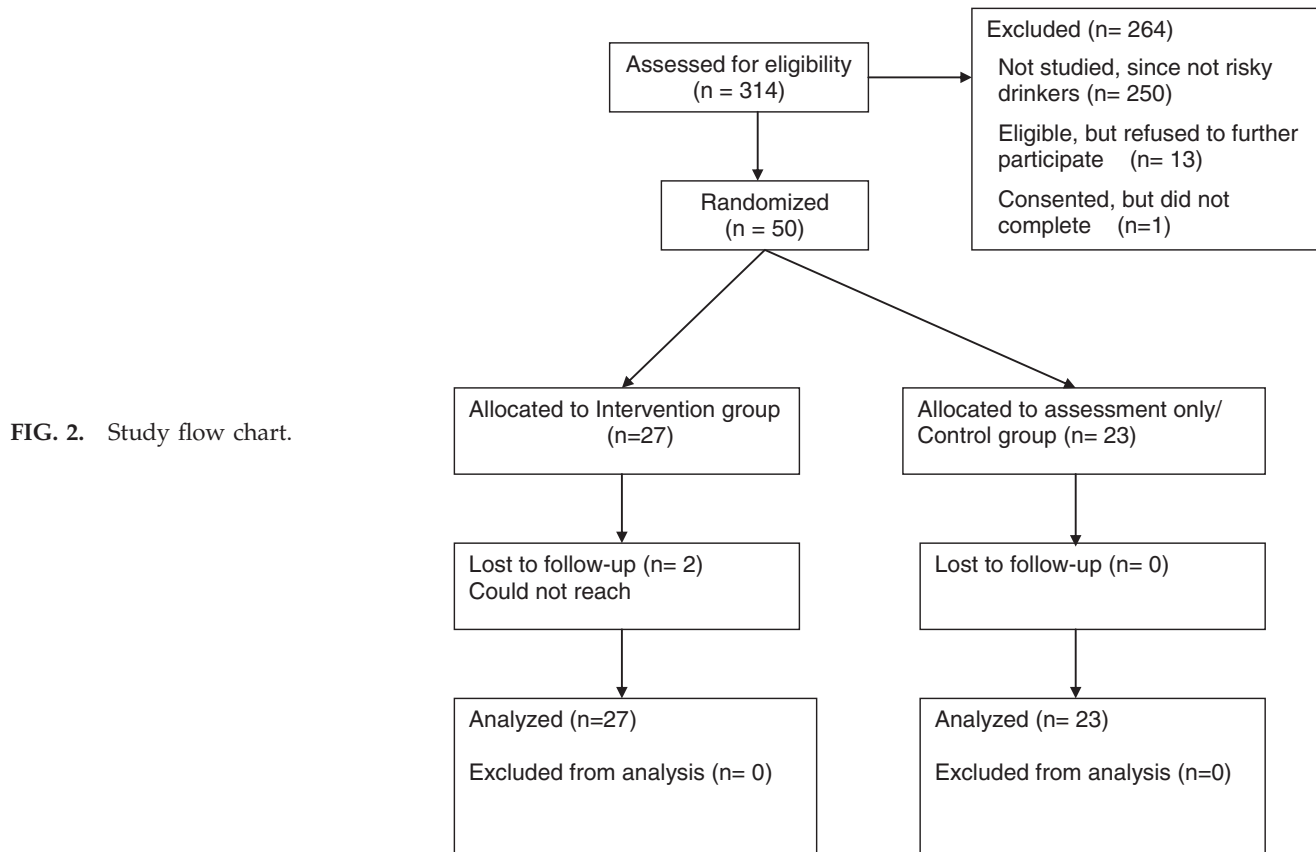 Assessed for eligibility
(n = 314)
Excluded (n= 264)
Not studied, since not risky
drinkers (n= 250)
Eligible, but refused to further
participate (n= 13)
Consented, but did not
complete (n=1)
Randomized
(n = 50)
Allocated to Intervention group
(n=27)
Allocated to assessment only/
Control group (n= 23)
FIG. 2. Study flow chart.
Lost to follow-up (n= 2)
Could not reach
Lost to follow-up (n= 0)
Analyzed (n=27)
Excluded from analysis (n= 0)
Analyzed (n= 23)
Excluded from analysis (n=0)